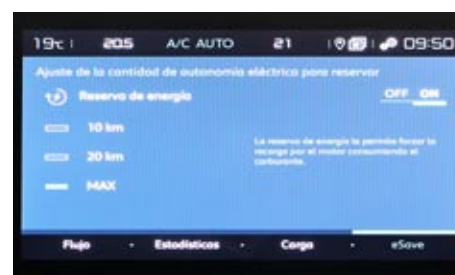 19c 20.5 A/C AUTO 21 09:50
Ajuste de la cantidad de autonomía eléctrica para reservar
Reserva de energía OFF ON
10 km
20 km
MAX
La reserva de energía le permite forzar la
recarga por el motor consumiendo el
carburante.
Flujo Estadísticas Carga eSave